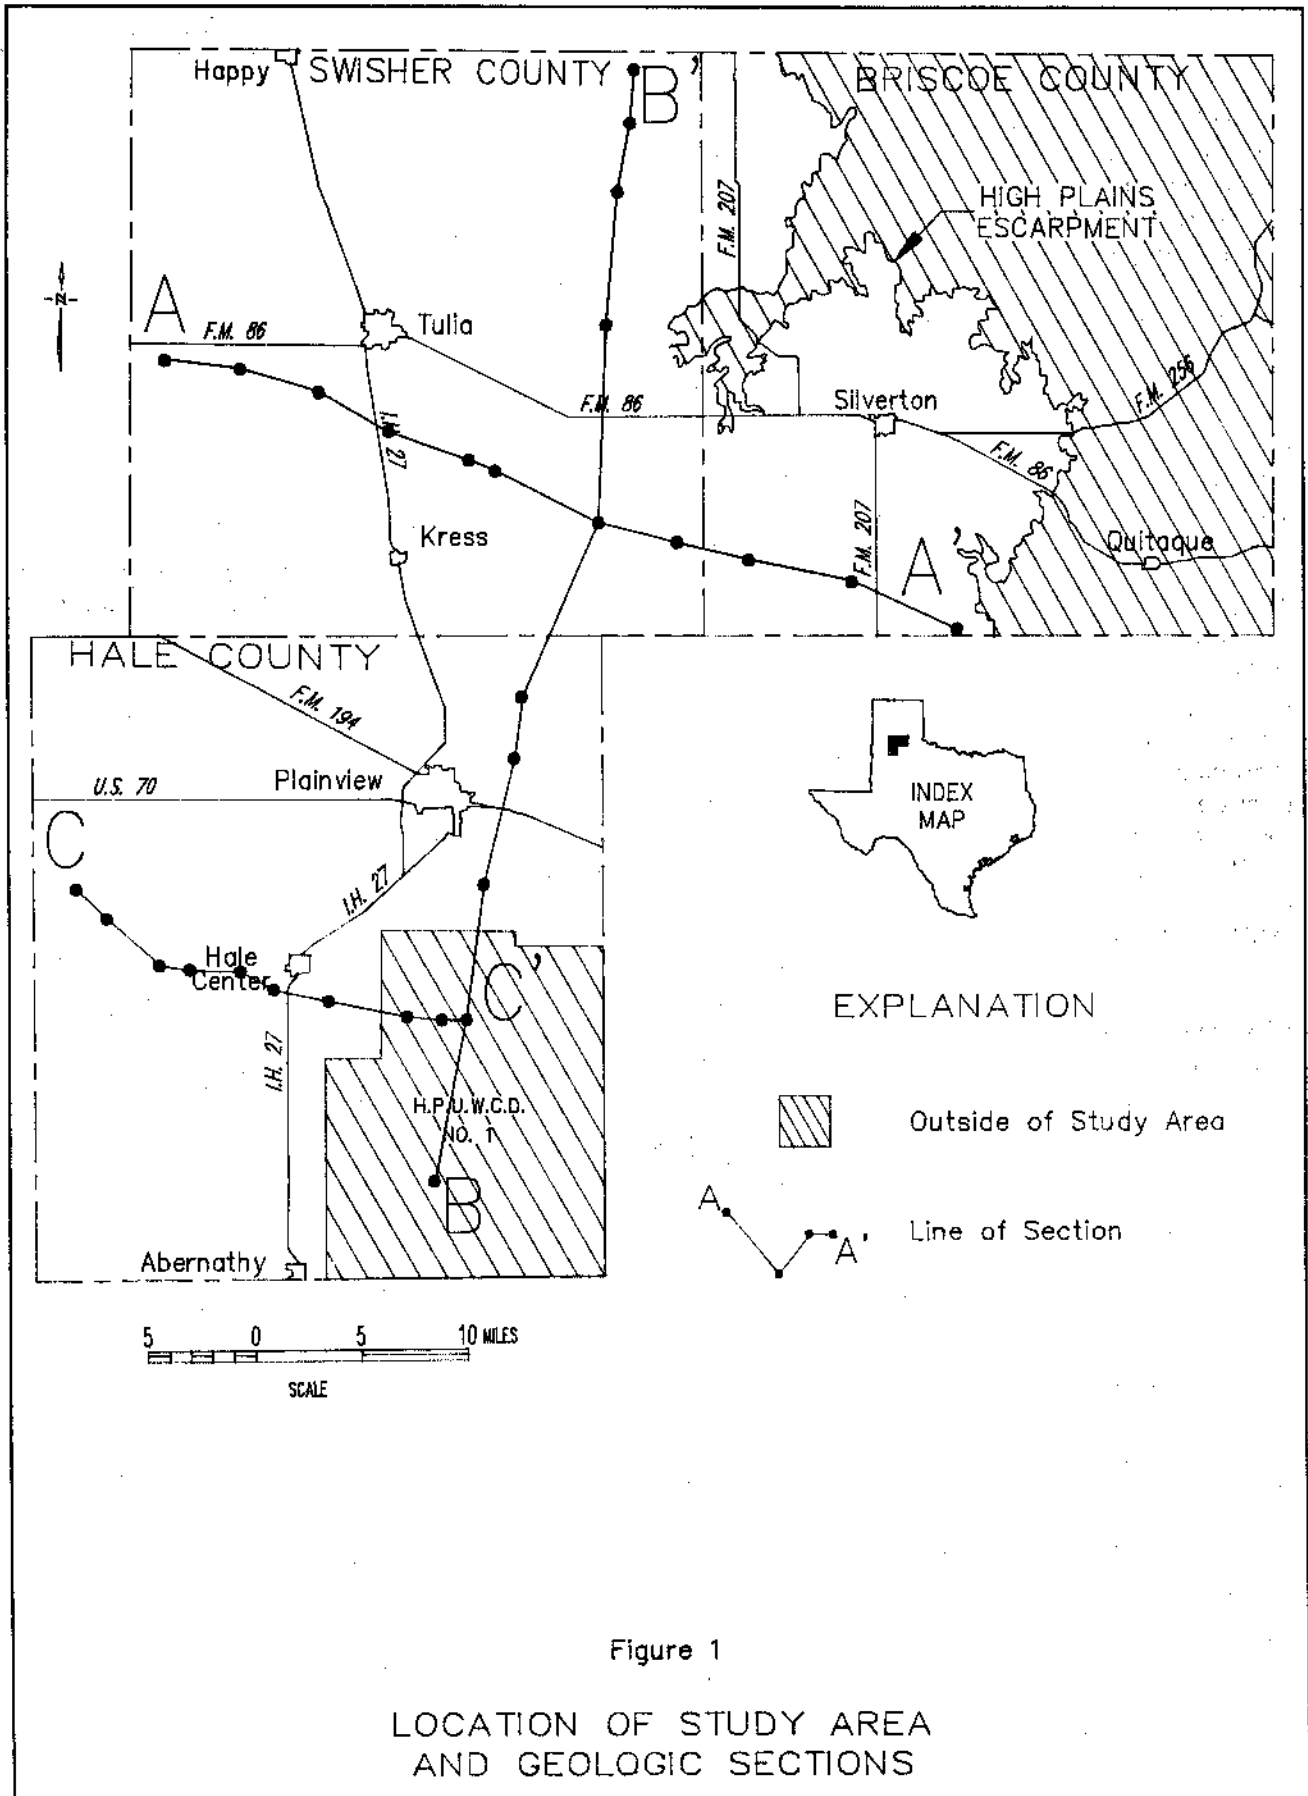 Happy
SWISHER COUNTY
B'
BRISCOE COUNTY
HIGH PLAINS
ESCARPMENT
F.M. 207
N
A
F.M. 86
Tulia
F.M. 86
Silverton
F.M. 256
I.H. 27
F.M. 86
Kress
F.M. 207
A'
Quitaque
HALE COUNTY
F.M. 194
Plainview
U.S. 70
INDEX
MAP
C
I.H. 27
Hale
Center
C'
EXPLANATION
I.H. 27
H.P.U.W.C.D.
NO. 1
Outside of Study Area
B
A
A'
Line of Section
Abernathy
5 0 5 10 MILES
SCALE
Figure 1
LOCATION OF STUDY AREA
AND GEOLOGIC SECTIONS